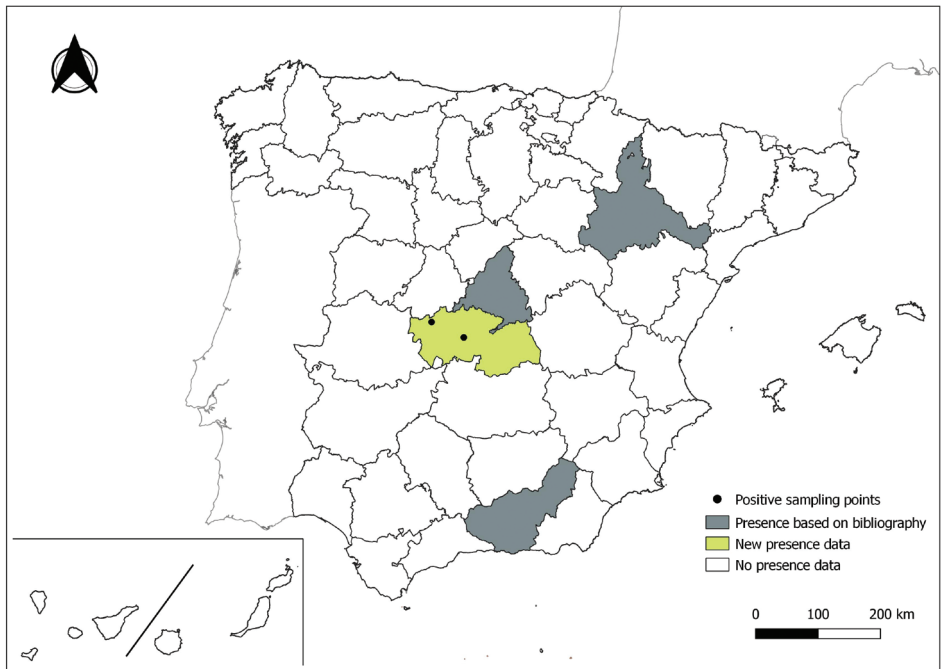 Positive sampling points
Presence based on bibliography
New presence data
No presence data
0 100 200 km